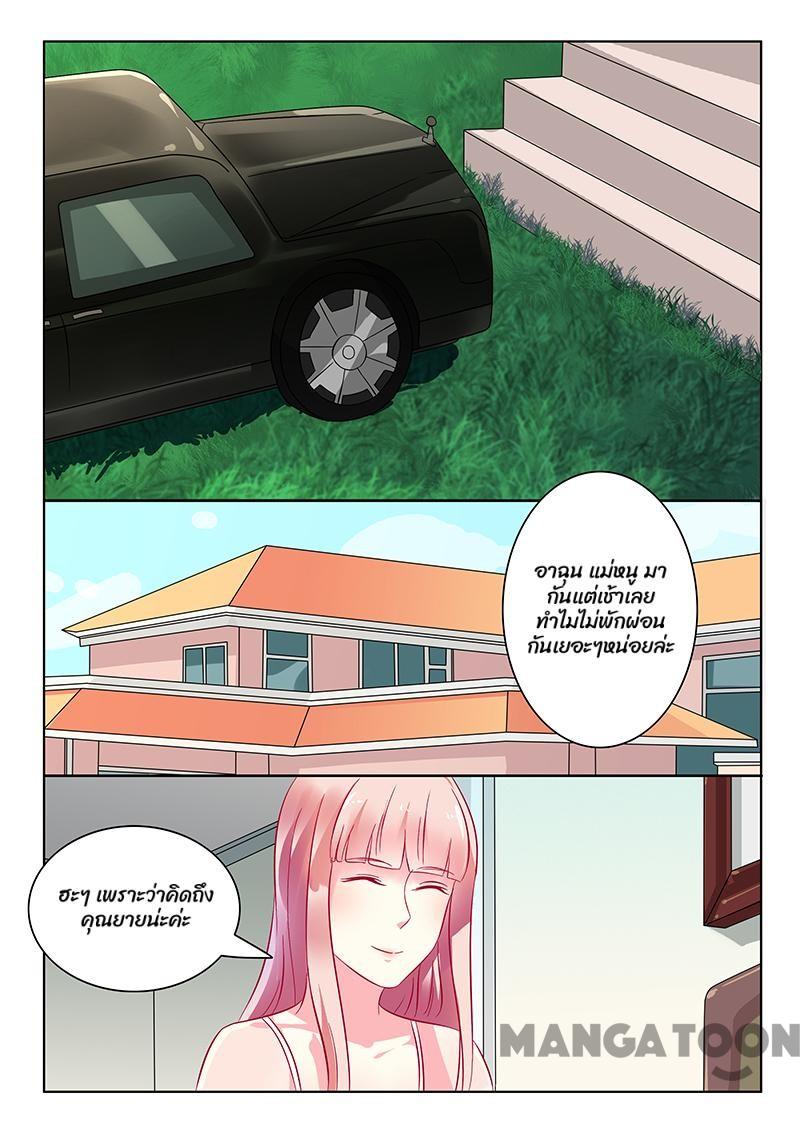 อาฉน แม่หนู มา
กันแต่เช้าเลย
ทำไมไม่พักผ่อน
กันเยอะๆหน่อยล่ะ
ฮะๆ เพราะว่าคิดถึง
คุณยายน่ะค่ะ
MANGATOON